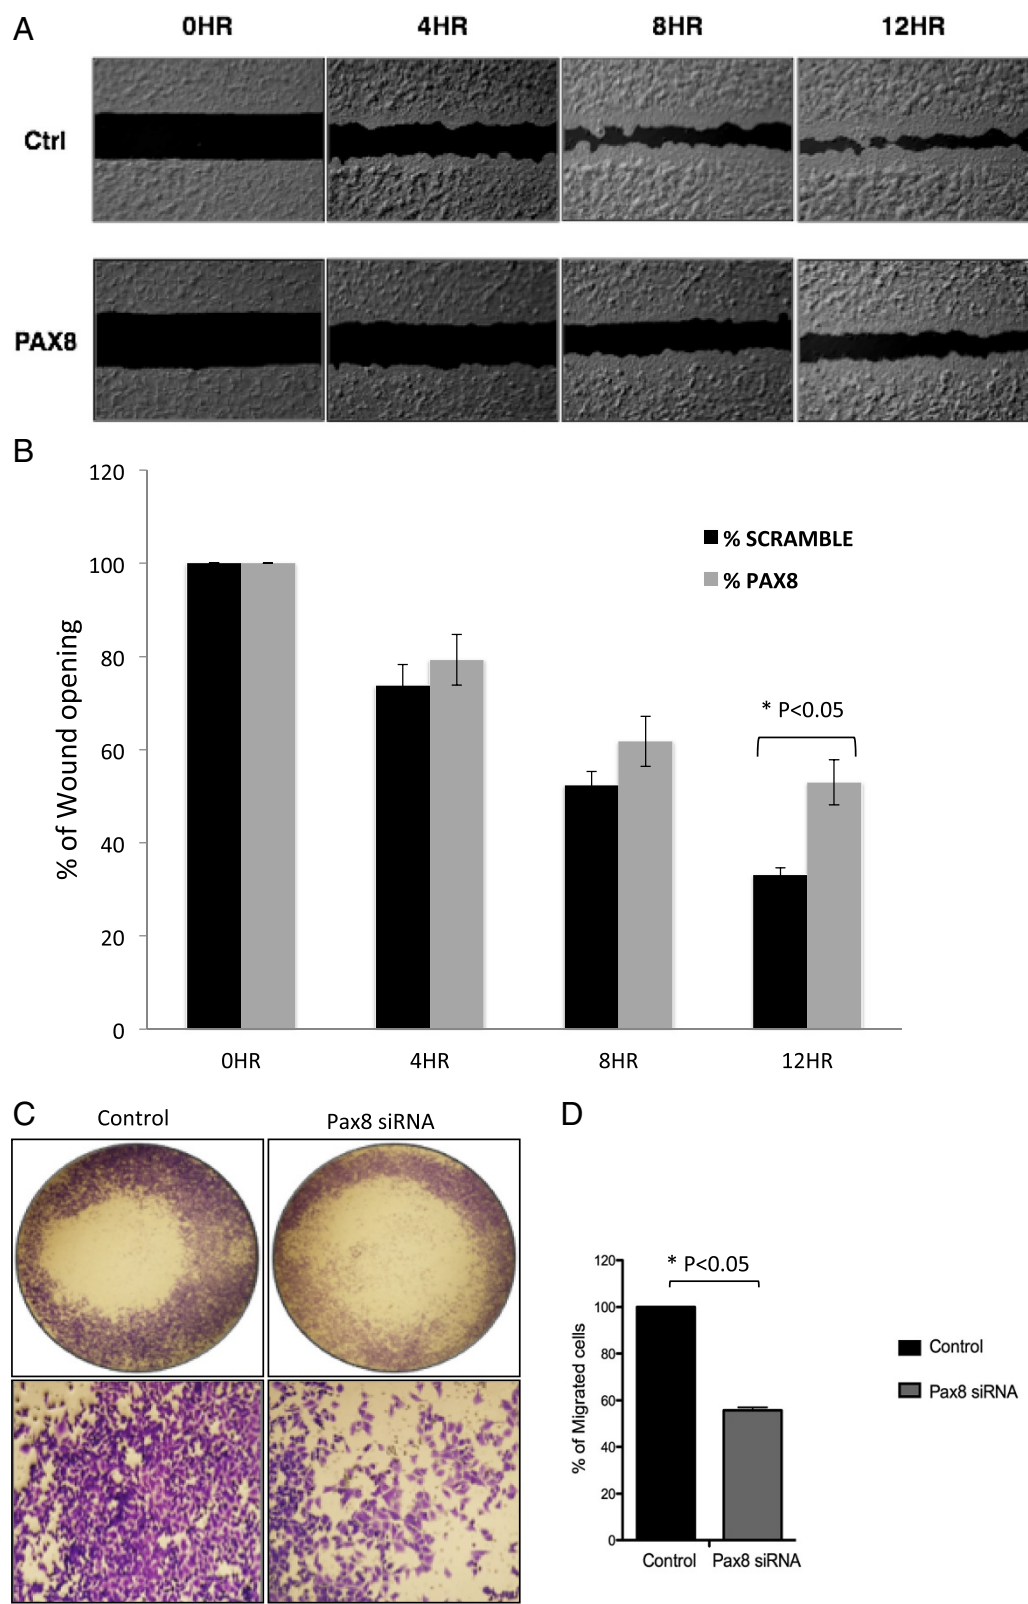 A
0HR 4HR 8HR 12HR
Ctrl
PAX8
B
120
100
80
60
40
20
0
% of Wound opening
% SCRAMBLE
% PAX8
* P<0.05
0HR 4HR 8HR 12HR
C
Control Pax8 siRNA
D
120
100
80
60
40
20
0
% of Migrated cells
* P<0.05
Control
Pax8 siRNA
Control Pax8 siRNA